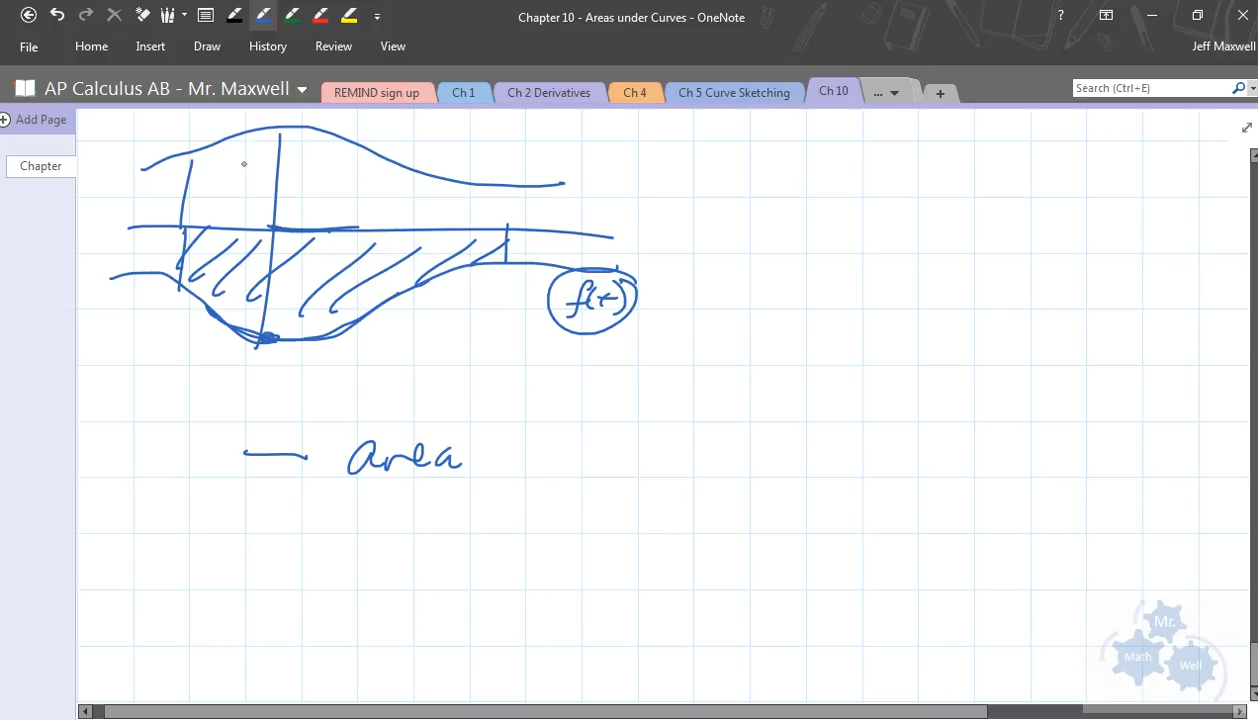 Chapter 10 - Areas under Curves - OneNote
?
File Home Insert Draw History Review View
Jeff Maxwell
AP Calculus AB - Mr. Maxwell
REMIND sign up Ch 1 Ch 2 Derivatives Ch 4 Ch 5 Curve Sketching Ch 10 ... +
Search (Ctrl+E)
Add Page
Chapter
— area
Mr.
Math
Well